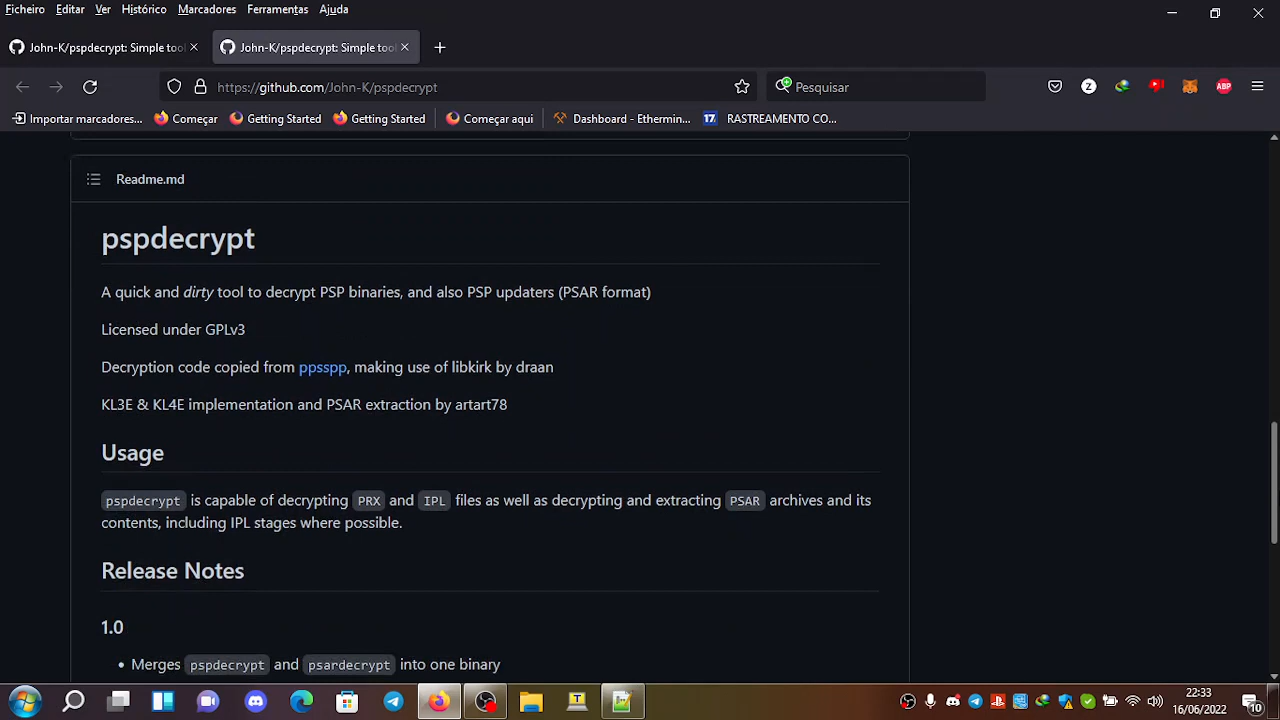 Ficheiro Editar Ver Histórico Marcadores Ferramentas Ajuda
John-K/pspdecrypt: Simple tool John-K/pspdecrypt: Simple tool
https://github.com/John-K/pspdecrypt Pesquisar Z ABP
Importar marcadores... Começar Getting Started Getting Started Começar aqui Dashboard - Ethermin... 17 RASTREAMENTO CO...
Readme.md
pspdecrypt
A quick and dirty tool to decrypt PSP binaries, and also PSP updaters (PSAR format)
Licensed under GPLv3
Decryption code copied from ppsspp, making use of libkirk by draan
KL3E & KL4E implementation and PSAR extraction by artart78
Usage
pspdecrypt is capable of decrypting PRX and IPL files as well as decrypting and extracting PSAR archives and its
contents, including IPL stages where possible.
Release Notes
1.0
• Merges pspdecrypt and psardecrypt into one binary
T 22:33
16/06/2022 10